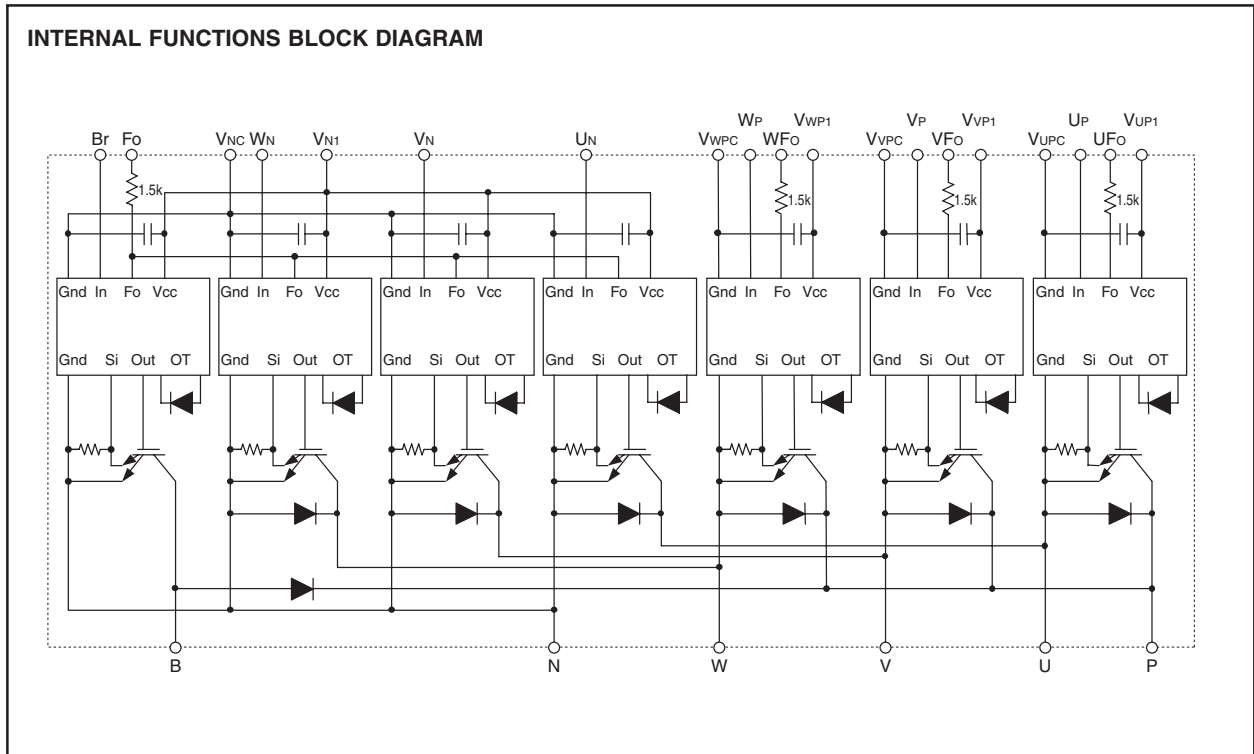 INTERNAL FUNCTIONS BLOCK DIAGRAM
WP VWP1 VP VVP1 UP VUP1
Br FO VNC WN VN1 VN UN VWPC WFO VVPC VFO VUPC UFO
1.5k 1.5k 1.5k 1.5k
Gnd In Fo Vcc Gnd In Fo Vcc Gnd In Fo Vcc Gnd In Fo Vcc Gnd In Fo Vcc Gnd In Fo Vcc Gnd In Fo Vcc
Gnd Si Out OT Gnd Si Out OT Gnd Si Out OT Gnd Si Out OT Gnd Si Out OT Gnd Si Out OT Gnd Si Out OT
B N W V U P